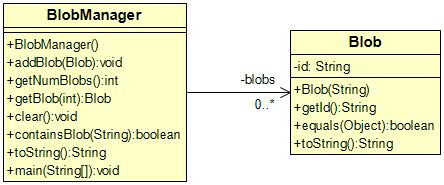 BlobManager
+BlobManager()
+addBlob(Blob):void
+getNumBlobs():int
+getBlob(int):Blob
+clear():void
+containsBlob(String):boolean
+toString():String
+main(String[]):void
-blobs
0..*
Blob
-id: String
+Blob(String)
+getId():String
+equals(Object):boolean
+toString():String